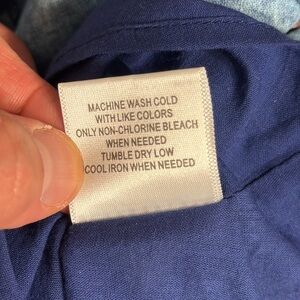 MACHINE WASH COLD
WITH LIKE COLORS
ONLY NON-CHLORINE BLEACH
WHEN NEEDED
TUMBLE DRY LOW
COOL IRON WHEN NEEDED